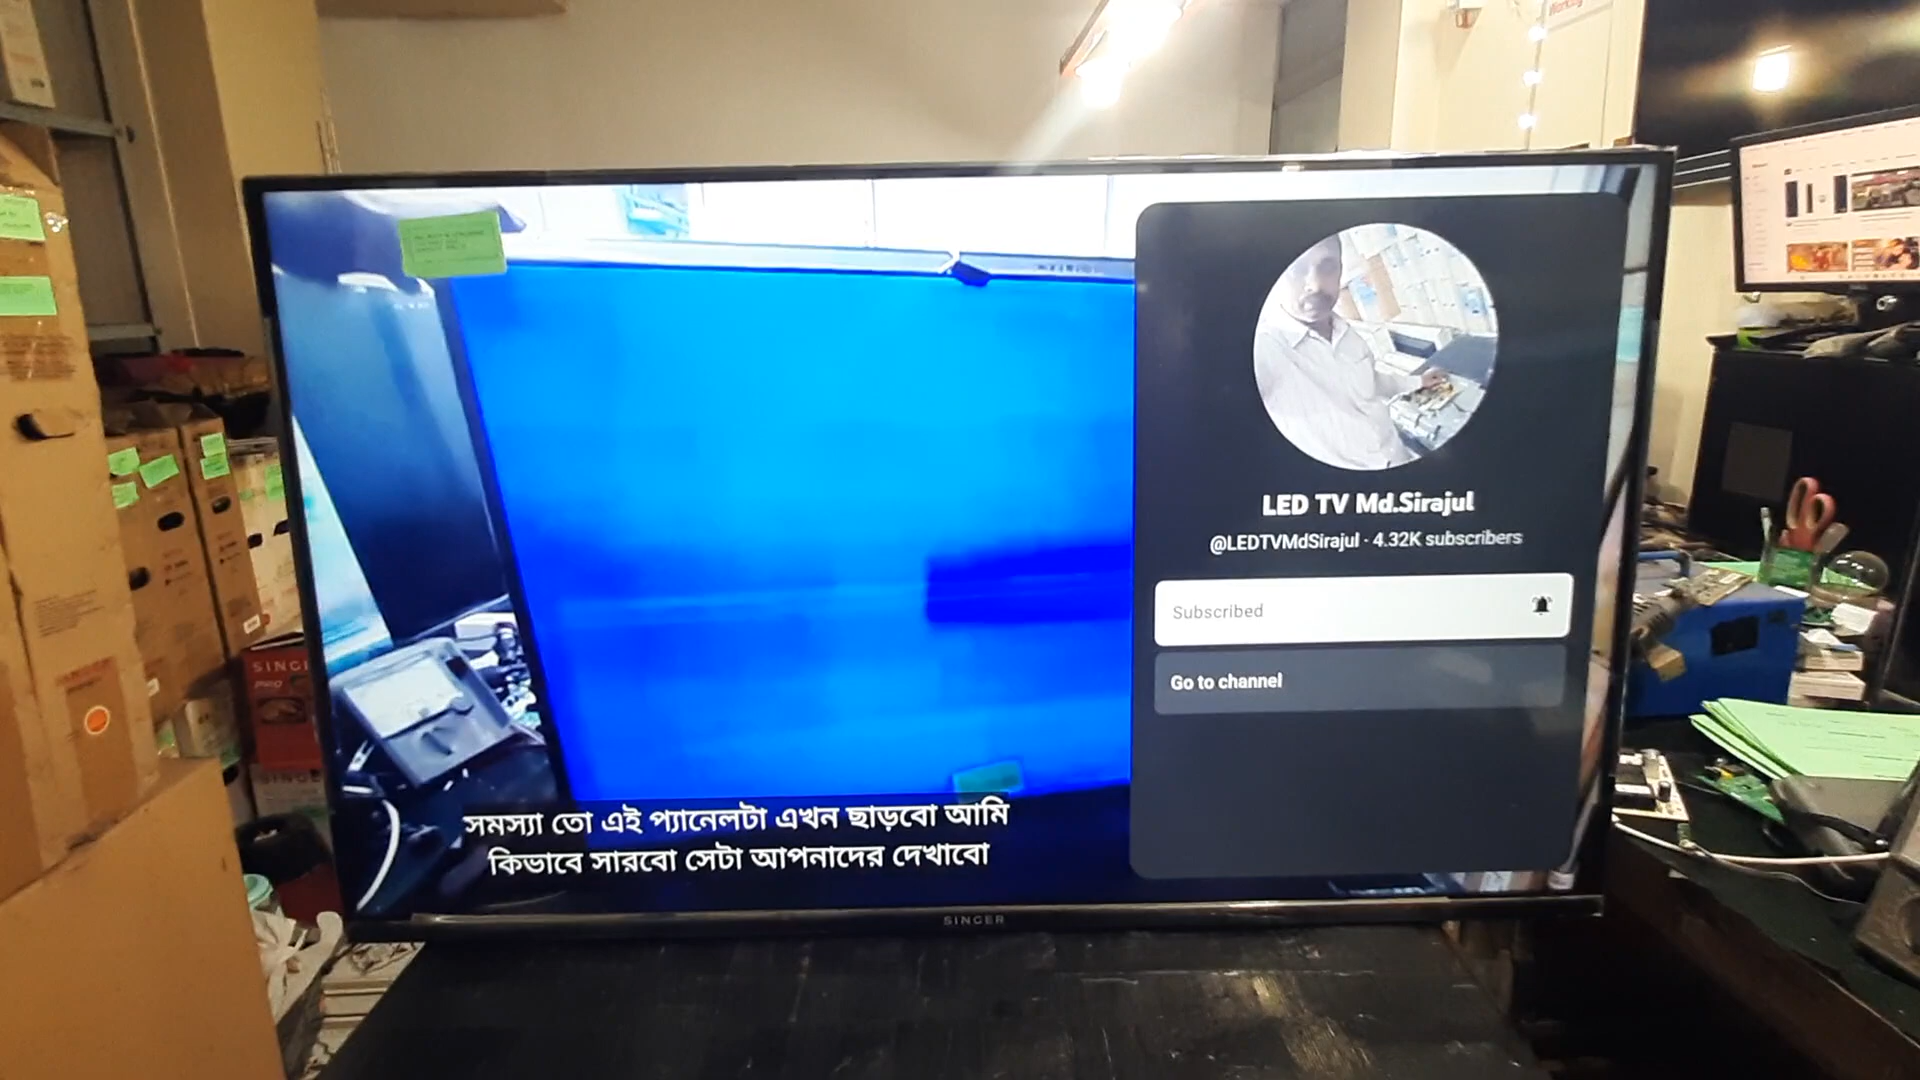 LED TV Md.Sirajul
@LEDTVMdSirajul · 4.32K subscribers
Subscribed
Go to channel
সমস্যা তো এই প্যানেলটা এখন ছাড়বো আমি
কিভাবে সারবো সেটা আপনাদের দেখাবো
SINGER